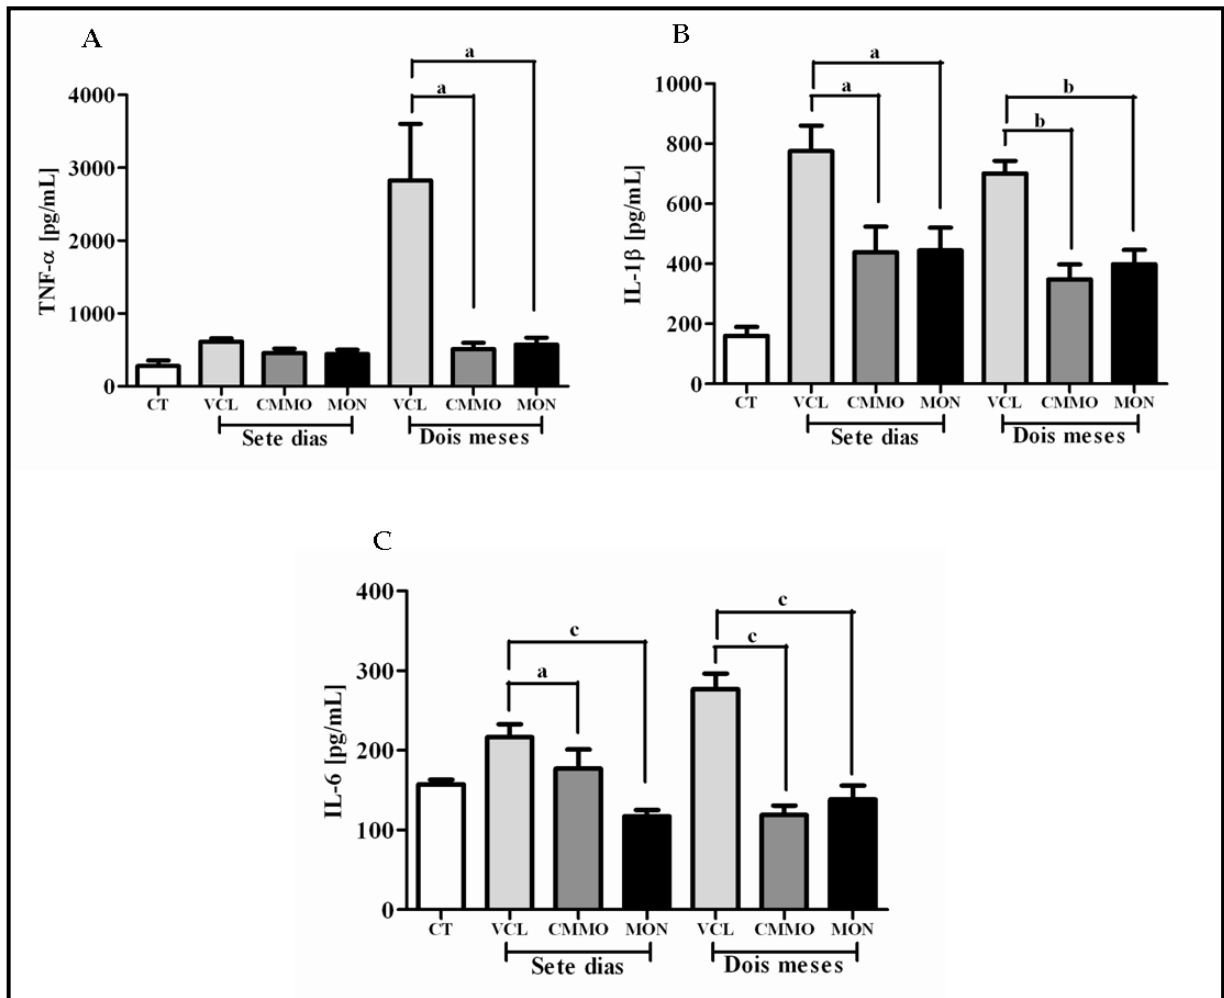 A
a
a
4000
3000
2000
1000
0
TNF-α [pg/mL]
CT VCL CMMO MON VCL CMMO MON
Sete dias Dois meses
B
a
a
b
b
1000
800
600
400
200
0
IL-1β [pg/mL]
CT VCL CMMO MON VCL CMMO MON
Sete dias Dois meses
C
c
a
c
c
400
300
200
100
0
IL-6 [pg/mL]
CT VCL CMMO MON VCL CMMO MON
Sete dias Dois meses